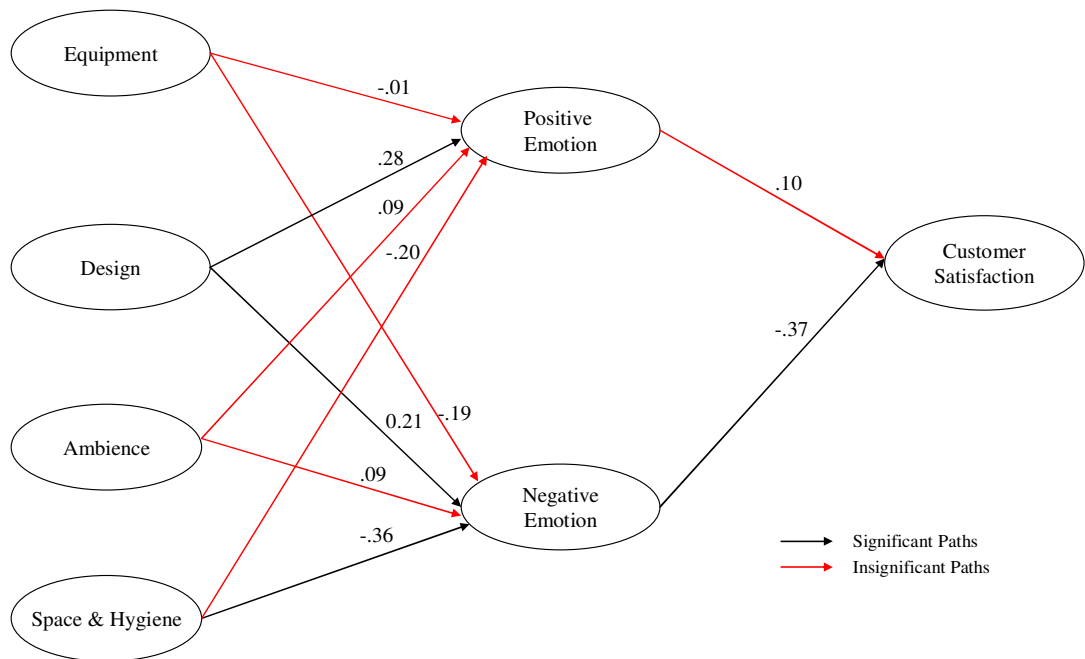 Equipment
-.01
Positive
Emotion
.28
.10
.09
-.20
Design
Customer
Satisfaction
-.37
0.21
-.19
Ambience
.09
Negative
Emotion
-.36
Significant Paths
Insignificant Paths
Space & Hygiene